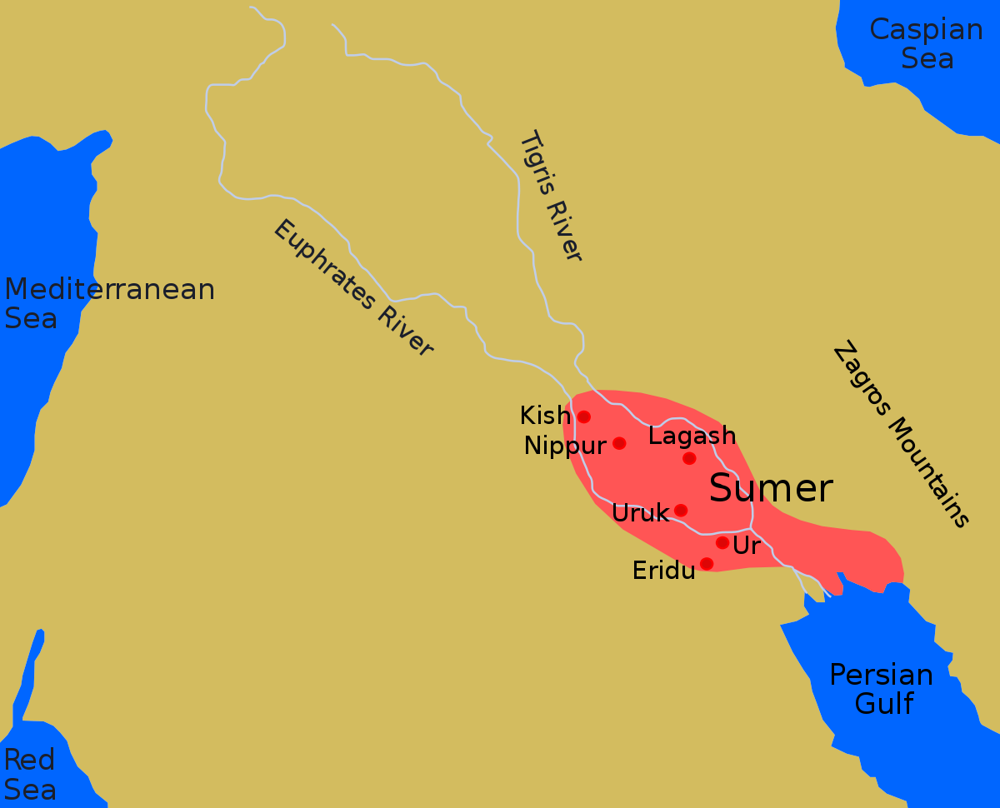 Caspian
Sea
Tigris River
Euphrates River
Mediterranean
Sea
Zagros Mountains
Kish
Nippur
Lagash
Sumer
Uruk
Ur
Eridu
Persian
Gulf
Red
Sea